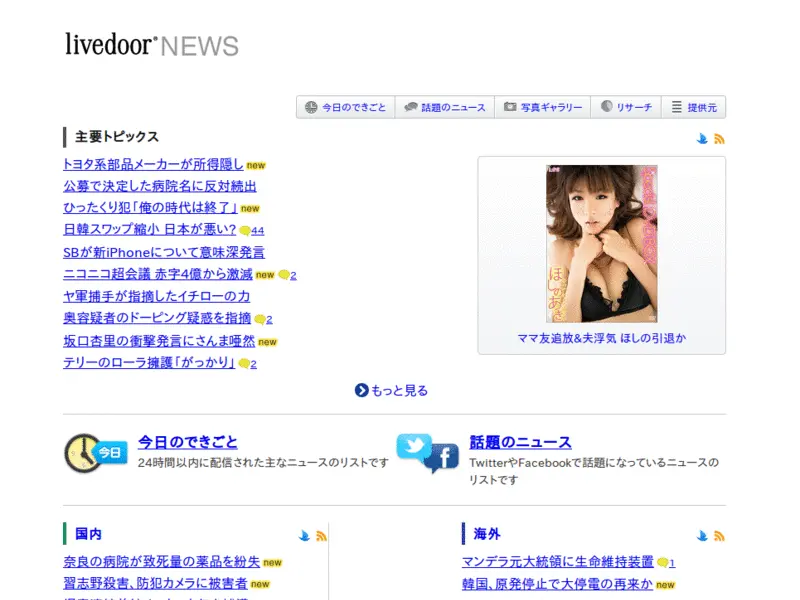 livedoor NEWS
今日のできごと
話題のニュース
写真ギャラリー
リサーチ
提供元
主要トピックス
トヨタ系部品メーカーが所得隠し new
公募で決定した病院名に反対続出
ひったくり犯「俺の時代は終了」 new
日韓スワップ縮小 日本が悪い? 44
SBが新iPhoneについて意味深発言
ニコニコ超会議 赤字4億から激減 new 2
ヤ軍捕手が指摘したイチローの力
奥容疑者のドーピング疑惑を指摘 2
坂口杏里の衝撃発言にさんま唖然 new
テリーのローラ擁護「がっかり」 2
ほしのあき
ママ友追放&夫浮気 ほしの引退か
もっと見る
今日
今日のできごと
24時間以内に配信された主なニュースのリストです
話題のニュース
TwitterやFacebookで話題になっているニュースの
リストです
国内
奈良の病院が致死量の薬品を紛失 new
習志野殺害、防犯カメラに被害者 new
海外
マンデラ元大統領に生命維持装置 1
韓国、原発停止で大停電の再来か new